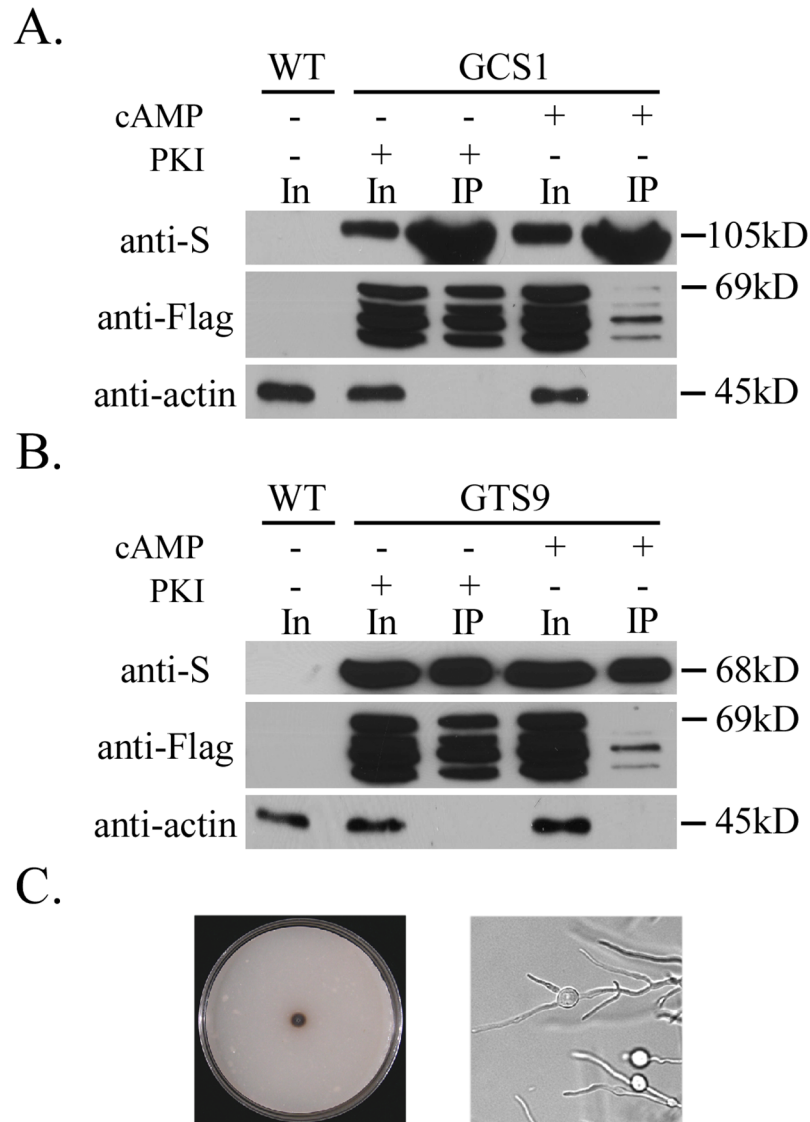 A.
WT GCS1
cAMP - - - + +
PKI - + + - -
In In IP In IP
anti-S 105kD
anti-Flag 69kD
anti-actin 45kD
B.
WT GTS9
cAMP - - - + +
PKI - + + - -
In In IP In IP
anti-S 68kD
anti-Flag 69kD
anti-actin 45kD
C.